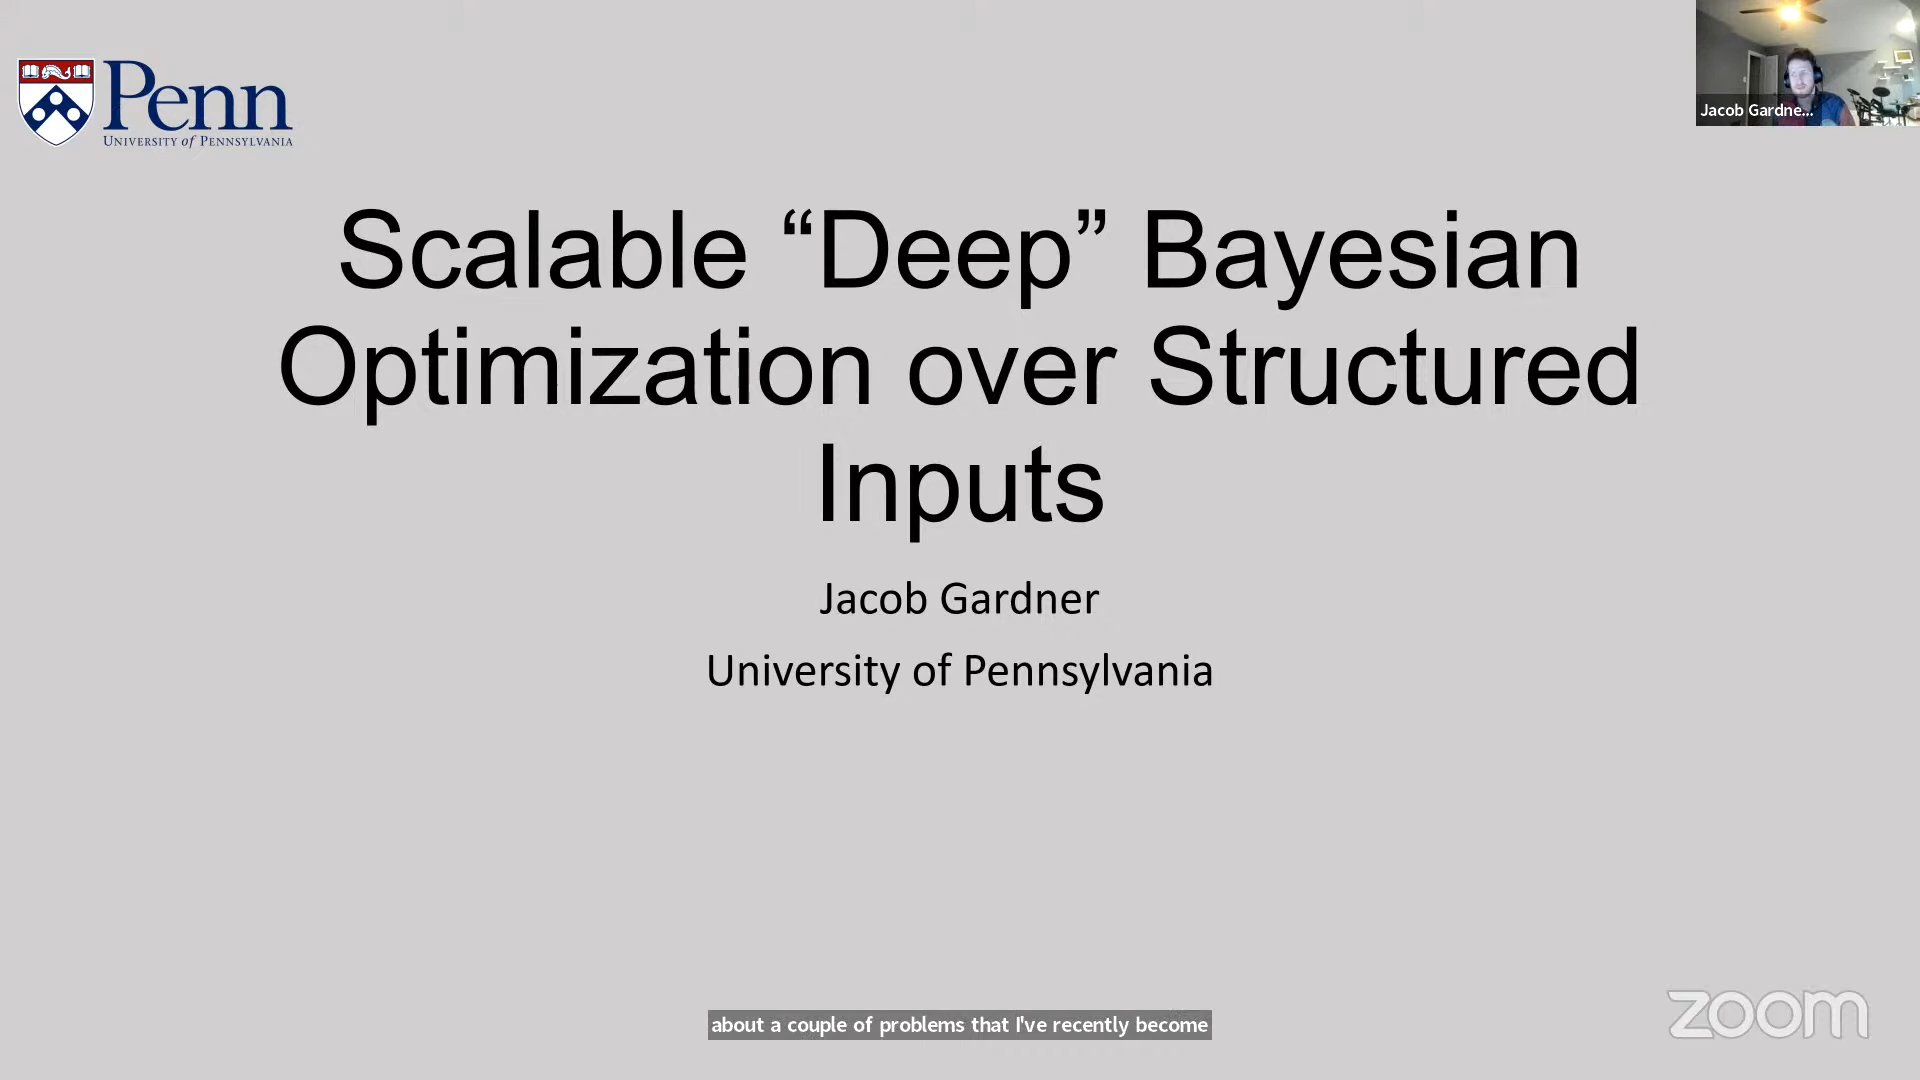 Penn
UNIVERSITY of PENNSYLVANIA
Jacob Gardne...
Scalable “Deep” Bayesian
Optimization over Structured
Inputs
Jacob Gardner
University of Pennsylvania
about a couple of problems that I've recently become
zoom